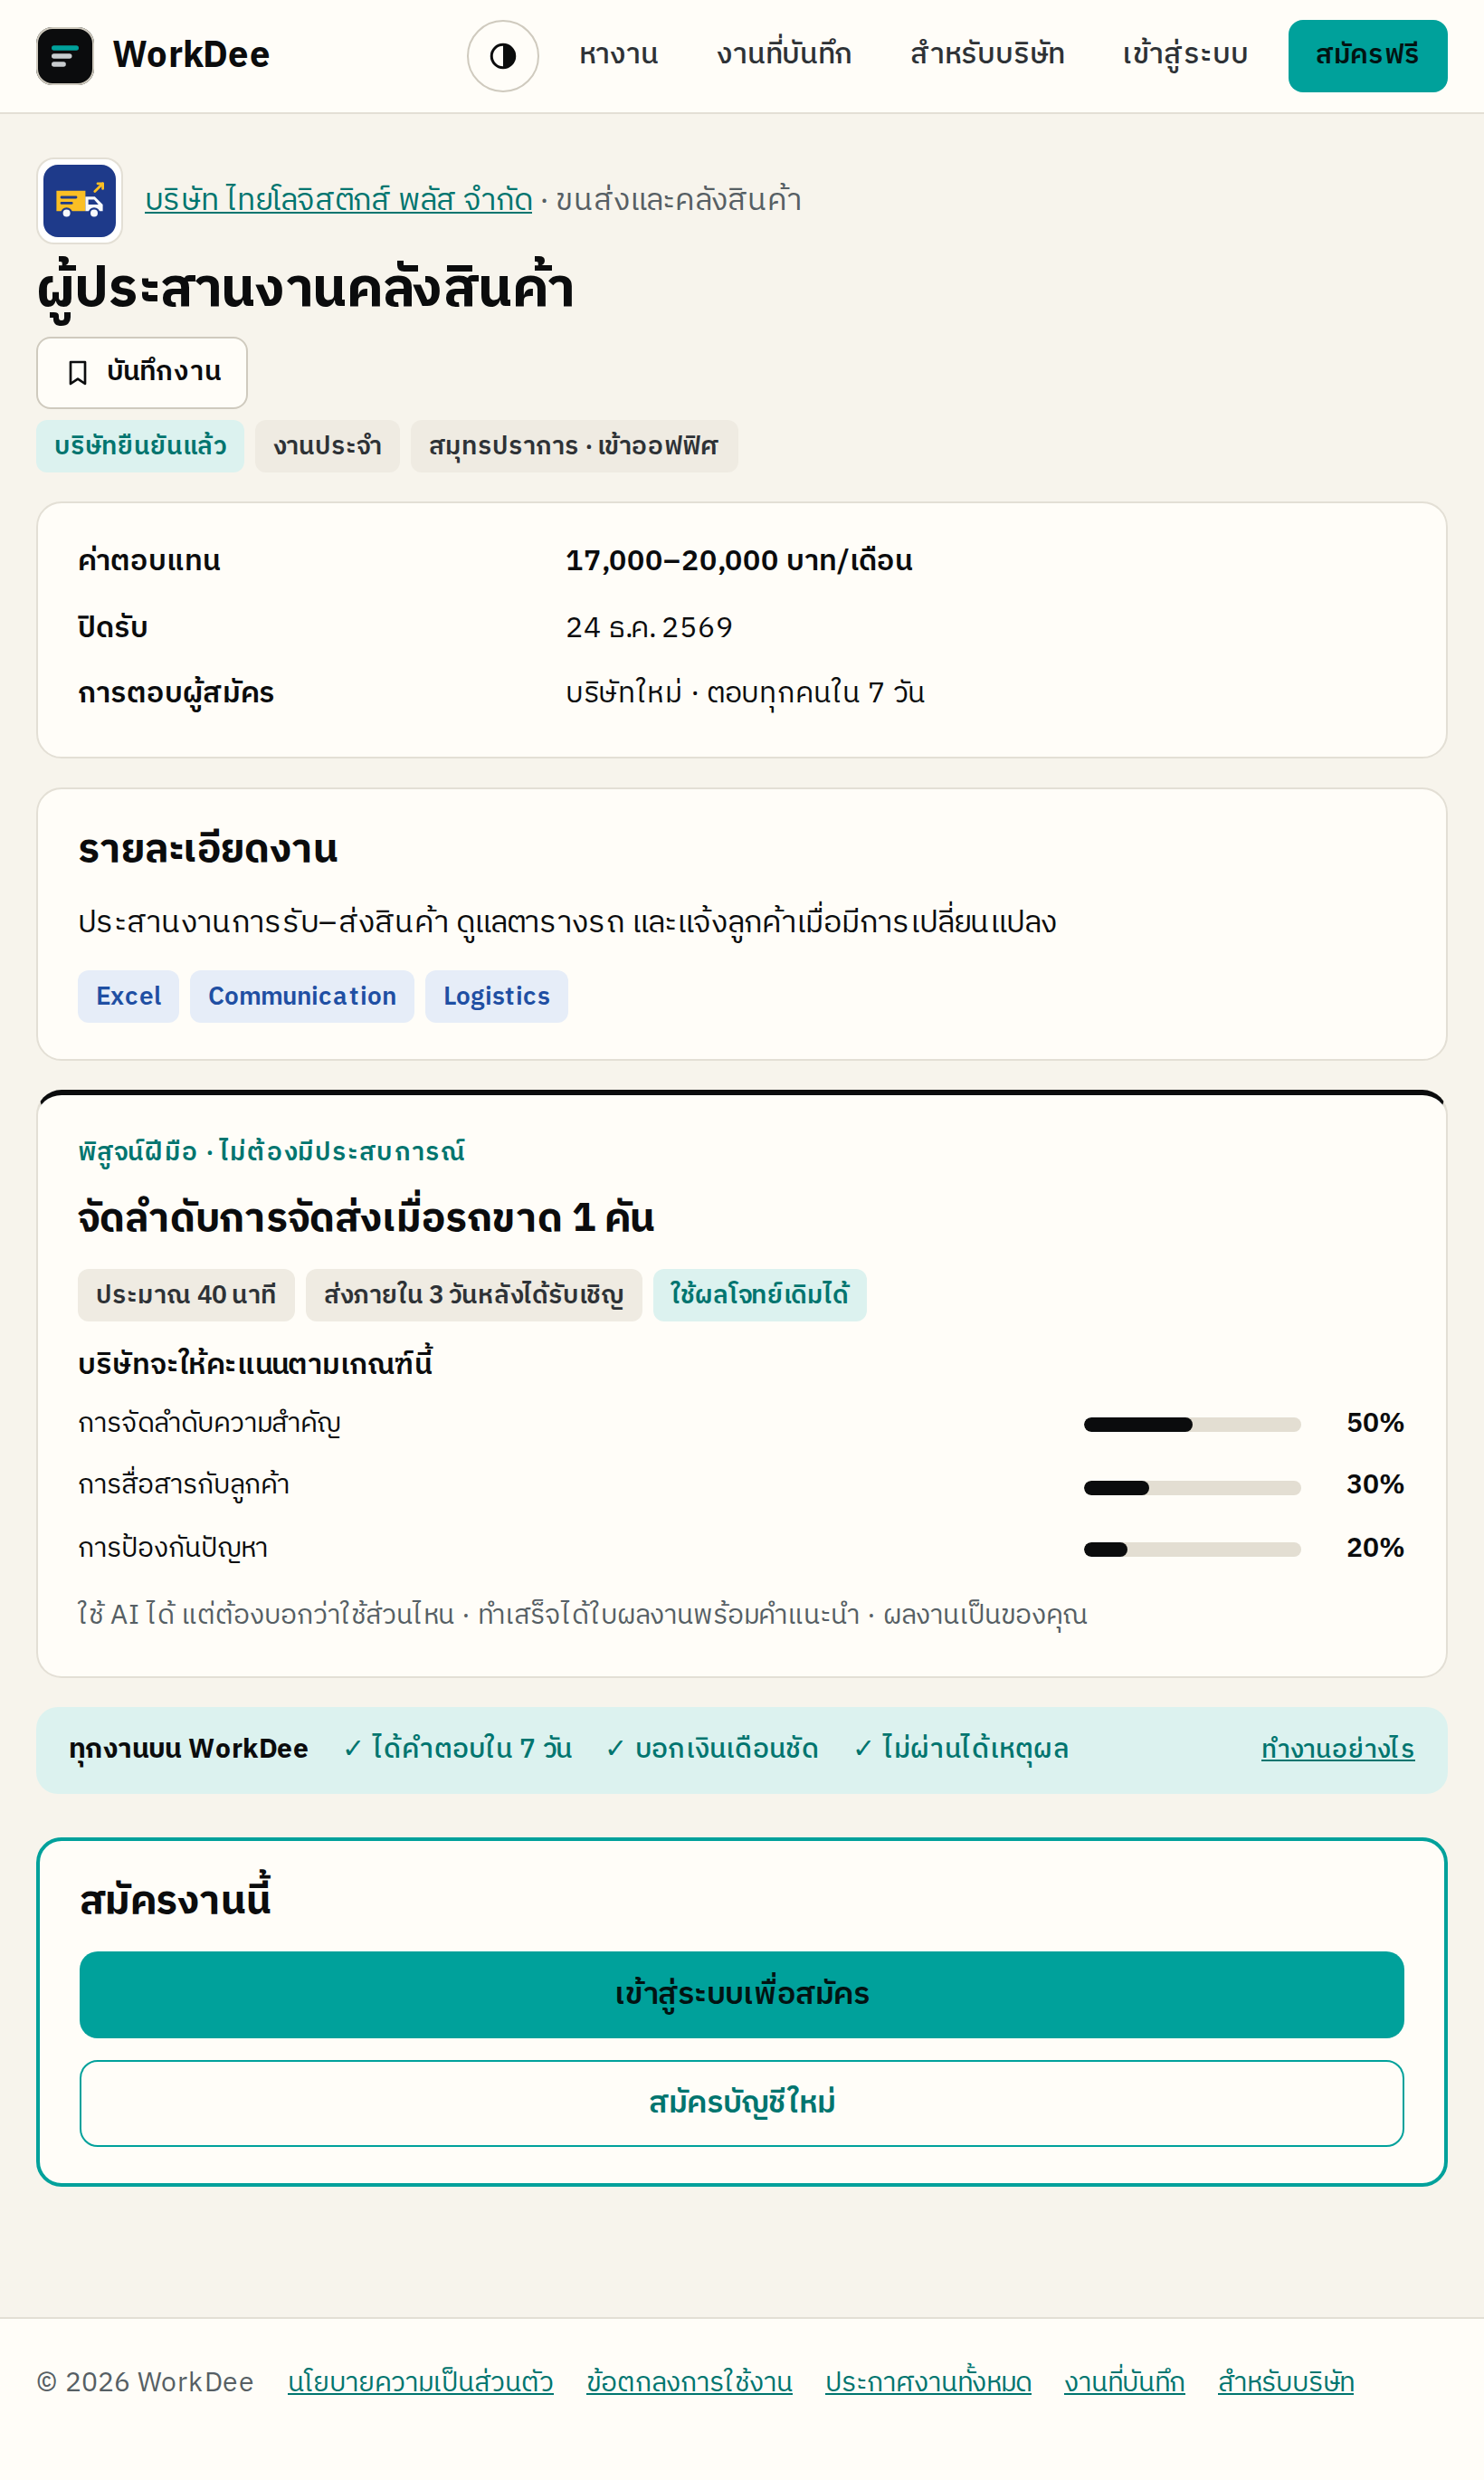 WorkDee
หางาน
งานที่บันทึก
สำหรับบริษัท
เข้าสู่ระบบ
สมัครฟรี
บริษัท ไทยโลจิสติกส์ พลัส จำกัด · ขนส่งและคลังสินค้า
ผู้ประสานงานคลังสินค้า
บันทึกงาน
บริษัทยืนยันแล้ว
งานประจำ
สมุทรปราการ · เข้าออฟฟิศ
ค่าตอบแทน
17,000–20,000 บาท/เดือน
ปิดรับ
24 ธ.ค. 2569
การตอบผู้สมัคร
บริษัทใหม่ · ตอบทุกคนใน 7 วัน
รายละเอียดงาน
ประสานงานการรับ–ส่งสินค้า ดูแลตารางรถ และแจ้งลูกค้าเมื่อมีการเปลี่ยนแปลง
Excel
Communication
Logistics
พิสูจน์ฝีมือ · ไม่ต้องมีประสบการณ์
จัดลำดับการจัดส่งเมื่อรถขาด 1 คัน
ประมาณ 40 นาที
ส่งภายใน 3 วันหลังได้รับเชิญ
ใช้ผลโจทย์เดิมได้
บริษัทจะให้คะแนนตามเกณฑ์นี้
การจัดลำดับความสำคัญ
50%
การสื่อสารกับลูกค้า
30%
การป้องกันปัญหา
20%
ใช้ AI ได้ แต่ต้องบอกว่าใช้ส่วนไหน · ทำเสร็จได้ใบผลงานพร้อมคำแนะนำ · ผลงานเป็นของคุณ
ทุกงานบน WorkDee
✓ ได้คำตอบใน 7 วัน
✓ บอกเงินเดือนชัด
✓ ไม่ผ่านได้เหตุผล
ทำงานอย่างไร
สมัครงานนี้
เข้าสู่ระบบเพื่อสมัคร
สมัครบัญชีใหม่
© 2026 WorkDee
นโยบายความเป็นส่วนตัว
ข้อตกลงการใช้งาน
ประกาศงานทั้งหมด
งานที่บันทึก
สำหรับบริษัท